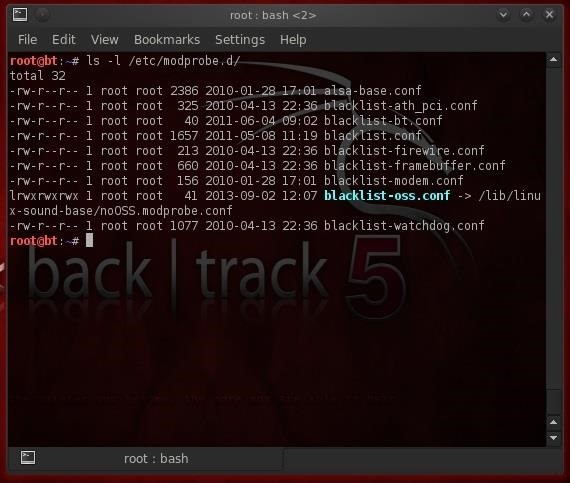 root : bash <2>
File Edit View Bookmarks Settings Help
root@bt:~# ls -l /etc/modprobe.d/
total 32
-rw-r--r-- 1 root root 2386 2010-01-28 17:01 alsa-base.conf
-rw-r--r-- 1 root root  325 2010-04-13 22:36 blacklist-ath_pci.conf
-rw-r--r-- 1 root root   40 2011-06-04 09:02 blacklist-bt.conf
-rw-r--r-- 1 root root 1657 2011-05-08 11:19 blacklist.conf
-rw-r--r-- 1 root root  213 2010-04-13 22:36 blacklist-firewire.conf
-rw-r--r-- 1 root root  660 2010-04-13 22:36 blacklist-framebuffer.conf
-rw-r--r-- 1 root root  156 2010-01-28 17:01 blacklist-modem.conf
lrwxrwxrwx 1 root root   41 2013-09-02 12:07 blacklist-oss.conf -> /lib/linu
x-sound-base/noOSS.modprobe.conf
-rw-r--r-- 1 root root 1077 2010-04-13 22:36 blacklist-watchdog.conf
root@bt:~#
back | track 5
root : bash